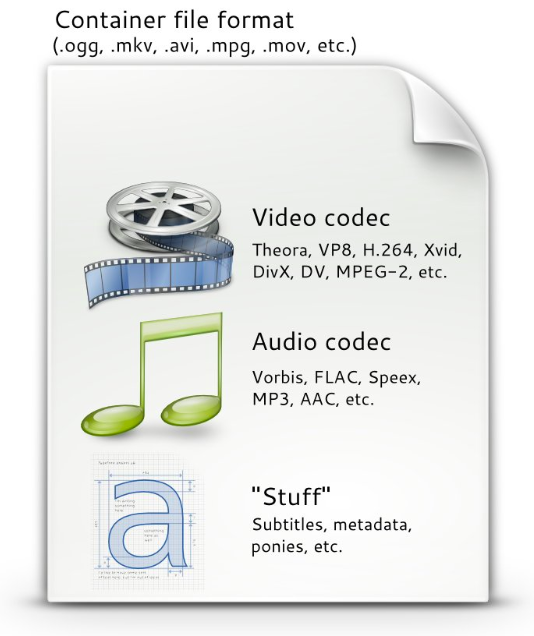 Container file format
(.ogg, .mkv, .avi, .mpg, .mov, etc.)
Video codec
Theora, VP8, H.264, Xvid,
DivX, DV, MPEG-2, etc.
Audio codec
Vorbis, FLAC, Speex,
MP3, AAC, etc.
"Stuff"
Subtitles, metadata,
ponies, etc.